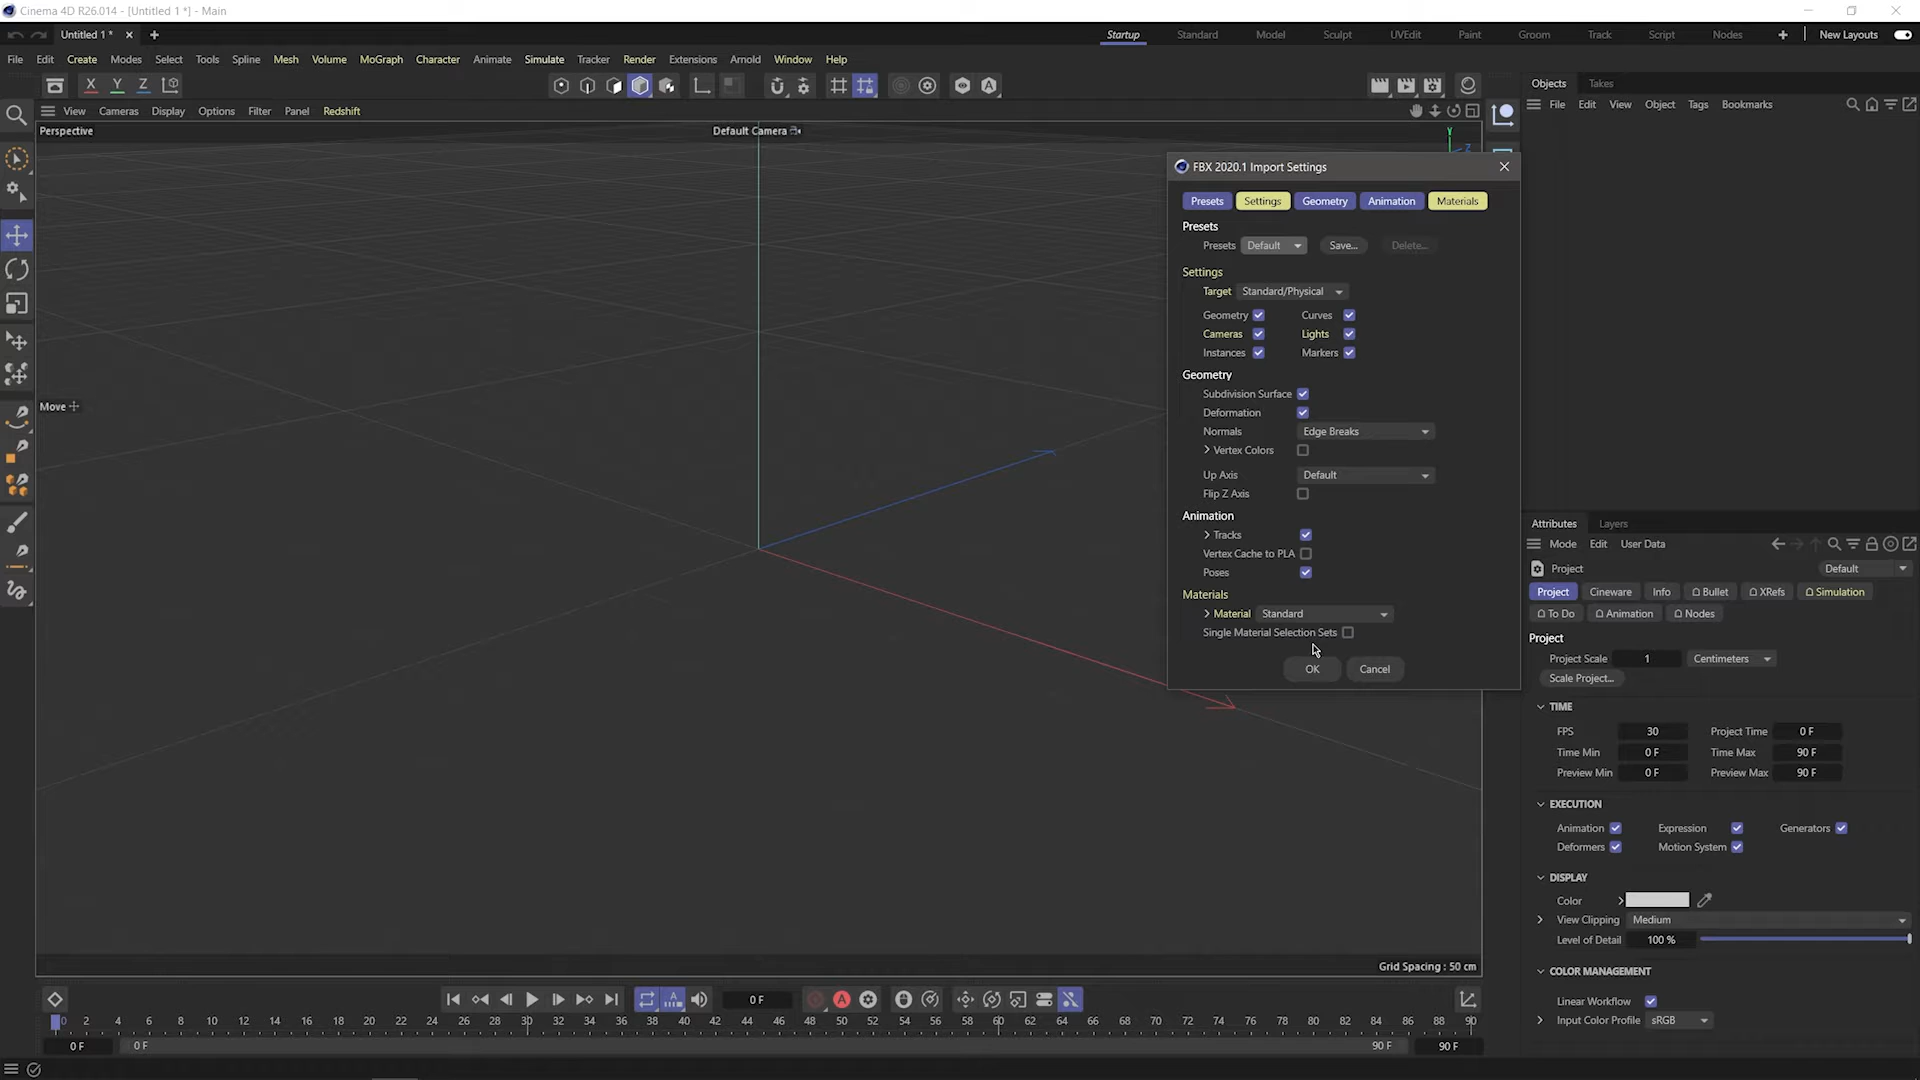 Cinema 4D R26.014 - [Untitled 1 *] - Main
Untitled 1 * × + Startup Standard Model Sculpt UVEdit Paint Groom Track Script Nodes + New Layouts
File Edit Create Modes Select Tools Spline Mesh Volume MoGraph Character Animate Simulate Tracker Render Extensions Arnold Window Help
X Y Z A
Objects Takes
View Cameras Display Options Filter Panel Redshift
File Edit View Object Tags Bookmarks
Perspective Default Camera
Y
Z
FBX 2020.1 Import Settings
Presets Settings Geometry Animation Materials
Presets
Presets Default Save... Delete...
Settings
Target Standard/Physical
Geometry Curves
Cameras Lights
Instances Markers
Geometry
Subdivision Surface
Deformation
Normals Edge Breaks
Vertex Colors
Up Axis Default
Flip Z Axis
Animation
Tracks
Vertex Cache to PLA
Poses
Materials
Material Standard
Single Material Selection Sets
OK Cancel
Move
Attributes Layers
Mode Edit User Data
Project Default
Project Cineware Info Bullet XRefs Simulation
To Do Animation Nodes
Project
Project Scale 1 Centimeters
Scale Project...
TIME
FPS 30 Project Time 0 F
Time Min 0 F Time Max 90 F
Preview Min 0 F Preview Max 90 F
EXECUTION
Animation Expression Generators
Deformers Motion System
DISPLAY
Color
View Clipping Medium
Level of Detail 100 %
COLOR MANAGEMENT
Linear Workflow
Input Color Profile sRGB
Grid Spacing : 50 cm
0 F A
0 2 4 6 8 10 12 14 16 18 20 22 24 26 28 30 32 34 36 38 40 42 44 46 48 50 52 54 56 58 60 62 64 66 68 70 72 74 76 78 80 82 84 86 88 90
0 F 0 F 90 F 90 F